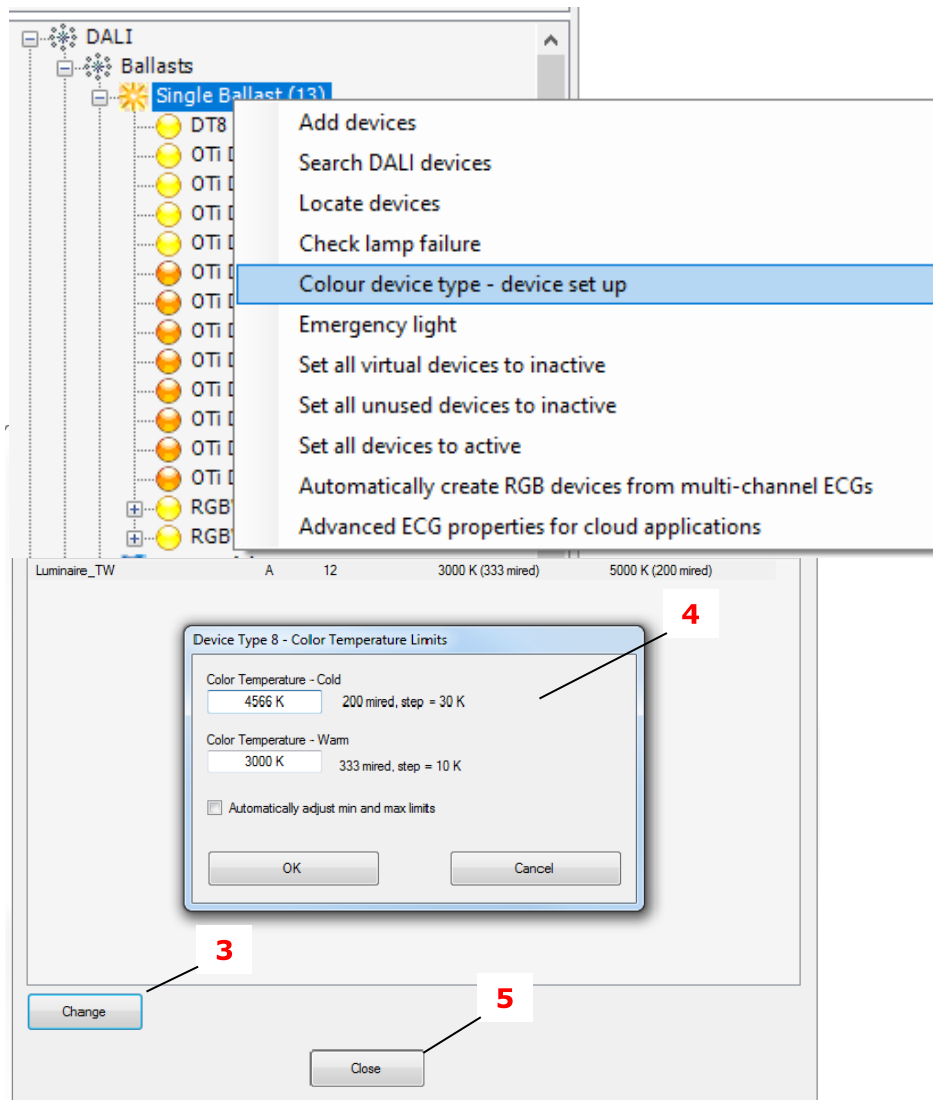 DALI
Ballasts
Single Ballast (13)
DT8
OTi D
OTi D
OTi D
OTi D
OTi D
OTi D
OTi D
OTi D
OTi D
OTi D
OTi D
OTi D
RGB
RGB
Add devices
Search DALI devices
Locate devices
Check lamp failure
Colour device type - device set up
Emergency light
Set all virtual devices to inactive
Set all unused devices to inactive
Set all devices to active
Automatically create RGB devices from multi-channel ECGs
Advanced ECG properties for cloud applications
Luminaire_TW A 12 3000 K (333 mired) 5000 K (200 mired)
4
Device Type 8 - Color Temperature Limits
Color Temperature - Cold
4566 K 200 mired, step = 30 K
Color Temperature - Warm
3000 K 333 mired, step = 10 K
Automatically adjust min and max limits
OK Cancel
3
5
Change
Close